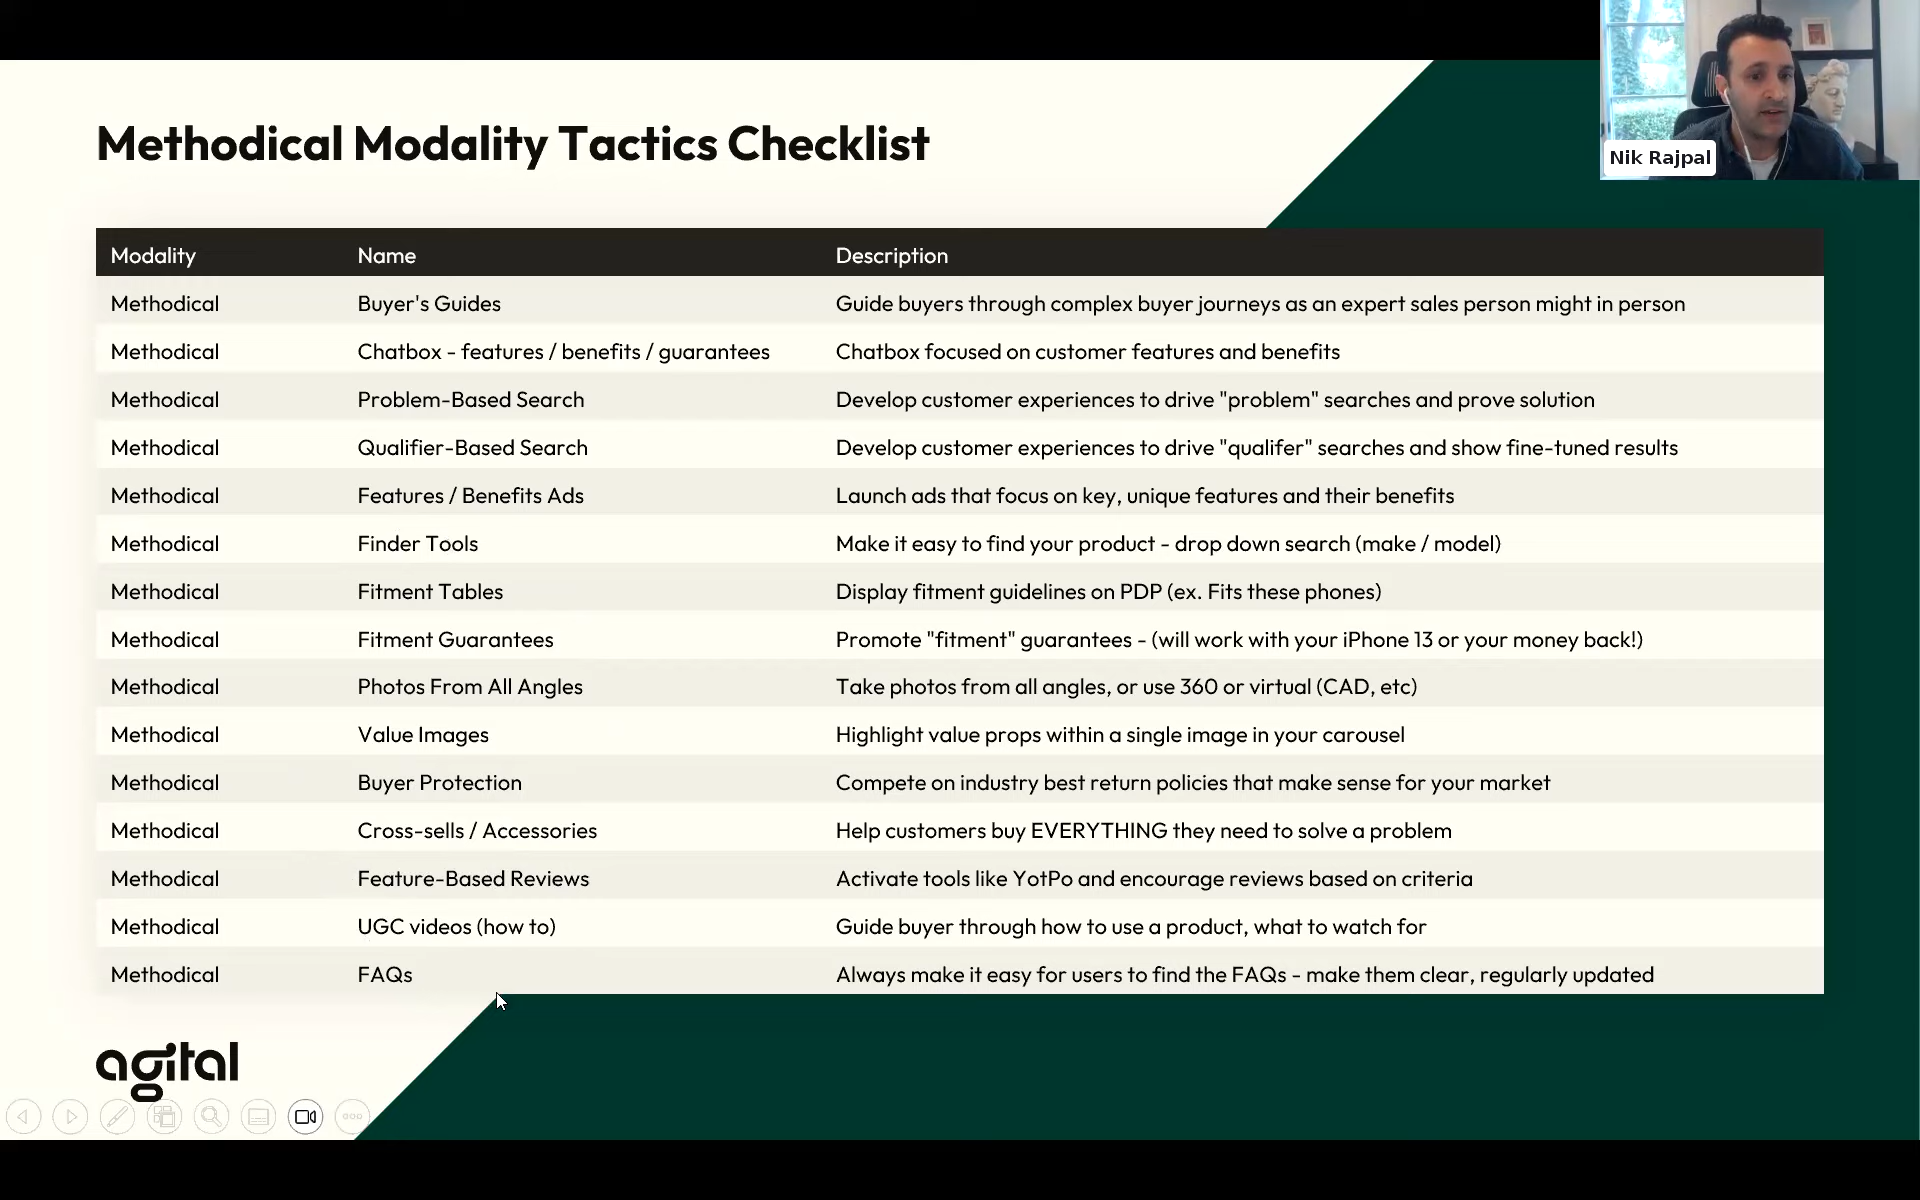 Nik Rajpal
Methodical Modality Tactics Checklist
Modality Name Description
Methodical Buyer's Guides Guide buyers through complex buyer journeys as an expert sales person might in person
Methodical Chatbox - features / benefits / guarantees Chatbox focused on customer features and benefits
Methodical Problem-Based Search Develop customer experiences to drive "problem" searches and prove solution
Methodical Qualifier-Based Search Develop customer experiences to drive "qualifer" searches and show fine-tuned results
Methodical Features / Benefits Ads Launch ads that focus on key, unique features and their benefits
Methodical Finder Tools Make it easy to find your product - drop down search (make / model)
Methodical Fitment Tables Display fitment guidelines on PDP (ex. Fits these phones)
Methodical Fitment Guarantees Promote "fitment" guarantees - (will work with your iPhone 13 or your money back!)
Methodical Photos From All Angles Take photos from all angles, or use 360 or virtual (CAD, etc)
Methodical Value Images Highlight value props within a single image in your carousel
Methodical Buyer Protection Compete on industry best return policies that make sense for your market
Methodical Cross-sells / Accessories Help customers buy EVERYTHING they need to solve a problem
Methodical Feature-Based Reviews Activate tools like YotPo and encourage reviews based on criteria
Methodical UGC videos (how to) Guide buyer through how to use a product, what to watch for
Methodical FAQs Always make it easy for users to find the FAQs - make them clear, regularly updated
agital